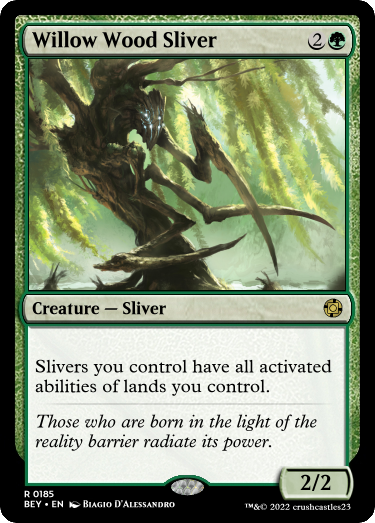 Willow Wood Sliver 2
Creature — Sliver
Slivers you control have all activated
abilities of lands you control.
Those who are born in the light of the
reality barrier radiate its power.
2/2
R 0185
BEY • EN Biagio D'Alessandro
™&© 2022 crushcastles23